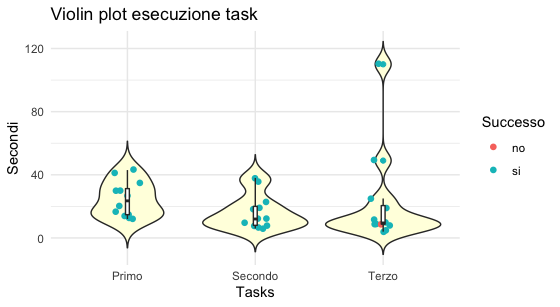 Violin plot esecuzione task
120
80
40
0
Secondi
Primo
Secondo
Terzo
Tasks
Successo
no
si